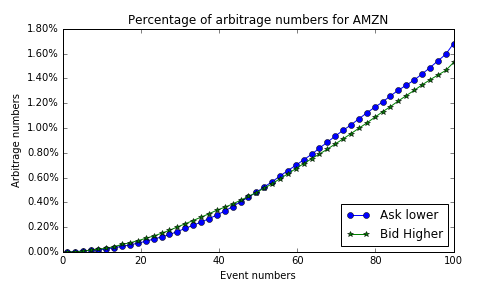 Percentage of arbitrage numbers for AMZN
1.80%
1.60%
1.40%
1.20%
1.00%
0.80%
0.60%
0.40%
0.20%
0.00%
Arbitrage numbers
Ask lower
Bid Higher
0 20 40 60 80 100
Event numbers